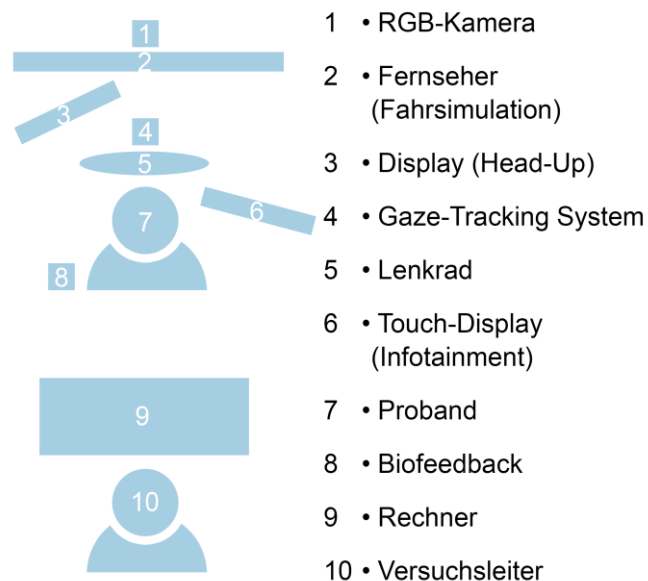 1
2
3
4
5
6
7
8
9
10
1 • RGB-Kamera
2 • Fernseher
(Fahrsimulation)
3 • Display (Head-Up)
4 • Gaze-Tracking System
5 • Lenkrad
6 • Touch-Display
(Infotainment)
7 • Proband
8 • Biofeedback
9 • Rechner
10 • Versuchsleiter